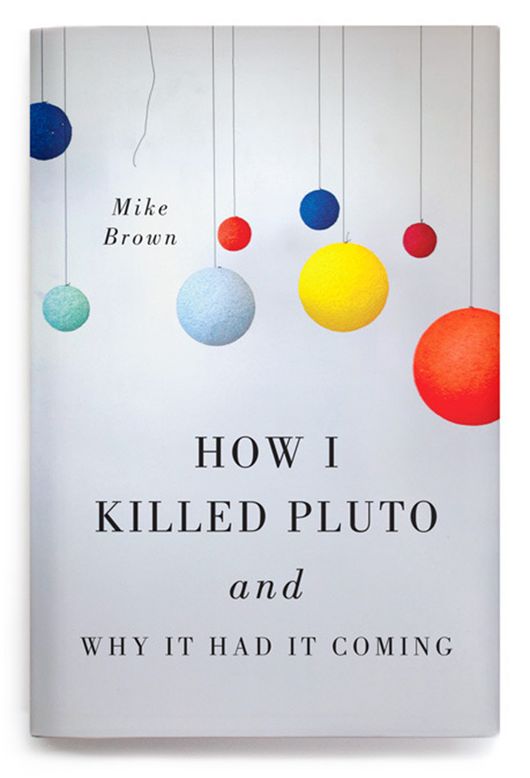 Mike
Brown
HOW I
KILLED PLUTO
and
WHY IT HAD IT COMING